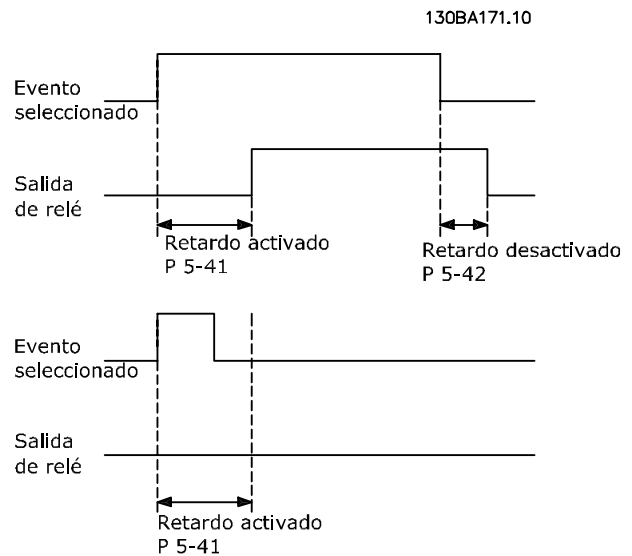 130BA171.10
Evento
seleccionado
Salida
de relé
Retardo activado
P 5-41
Retardo desactivado
P 5-42
Evento
seleccionado
Salida
de relé
Retardo activado
P 5-41